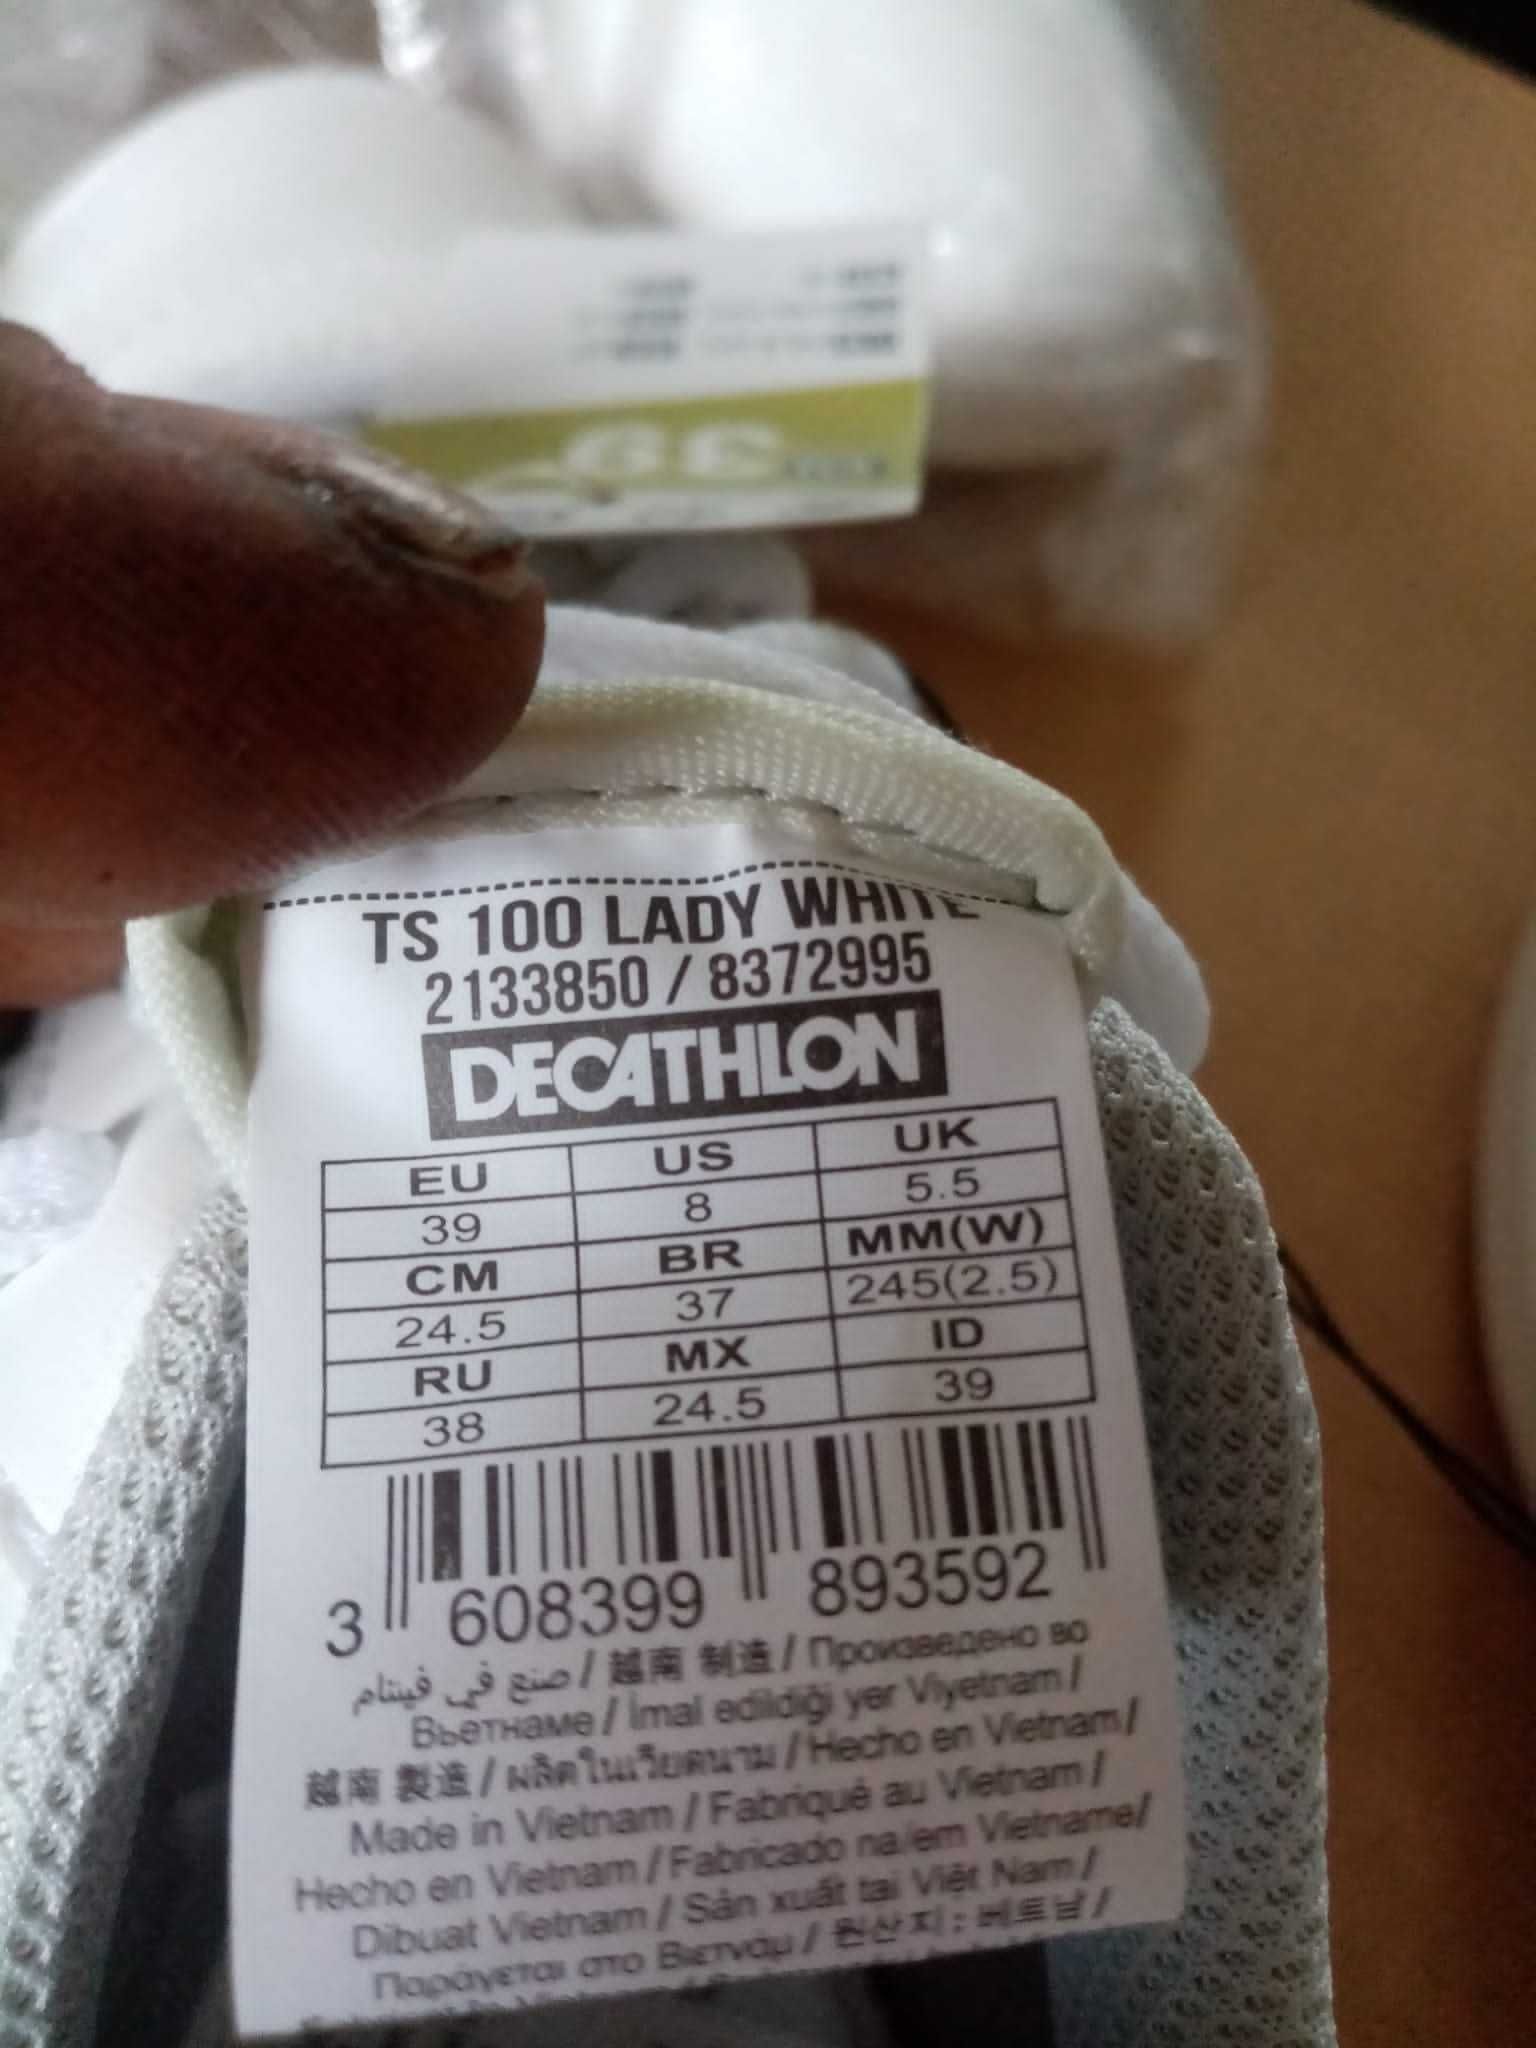 39
TS 100 LADY WHITE
2133850 / 8372995
DECATHLON
EU US UK
39 8 5.5
CM BR MM(W)
24.5 37 245(2.5)
RU MX ID
38 24.5 39
3 608399 893592
صنع في فيتنام / 越南 制造 / Произведено во
Вьетнаме / İmal edildiği yer Viyetnam /
越南 製造 / ผลิตในเวียดนาม / Hecho en Vietnam /
Made in Vietnam / Fabriqué au Vietnam /
Hecho en Vietnam / Fabricado na/em Vietname/
Dibuat Vietnam / Sản xuất tại Việt Nam /
Παράγεται στο Βιετνάμ / 원산지 : 베트남 /